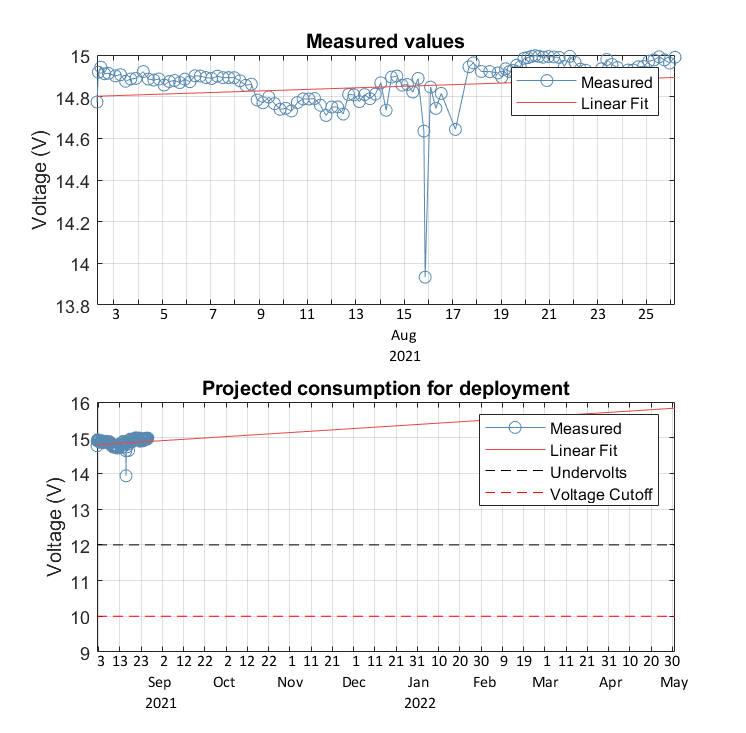 Measured values
Voltage (V)
15
14.8
14.6
14.4
14.2
14
13.8
Measured
Linear Fit
3 5 7 9 11 13 15 17 19 21 23 25
Aug
2021
Projected consumption for deployment
Voltage (V)
16
15
14
13
12
11
10
9
Measured
Linear Fit
Undervolts
Voltage Cutoff
3 13 23 2 12 22 2 12 22 1 11 21 1 11 21 31 10 20 30 9 19 1 11 21 31 10 20 30
Sep Oct Nov Dec Jan Feb Mar Apr May
2021 2022